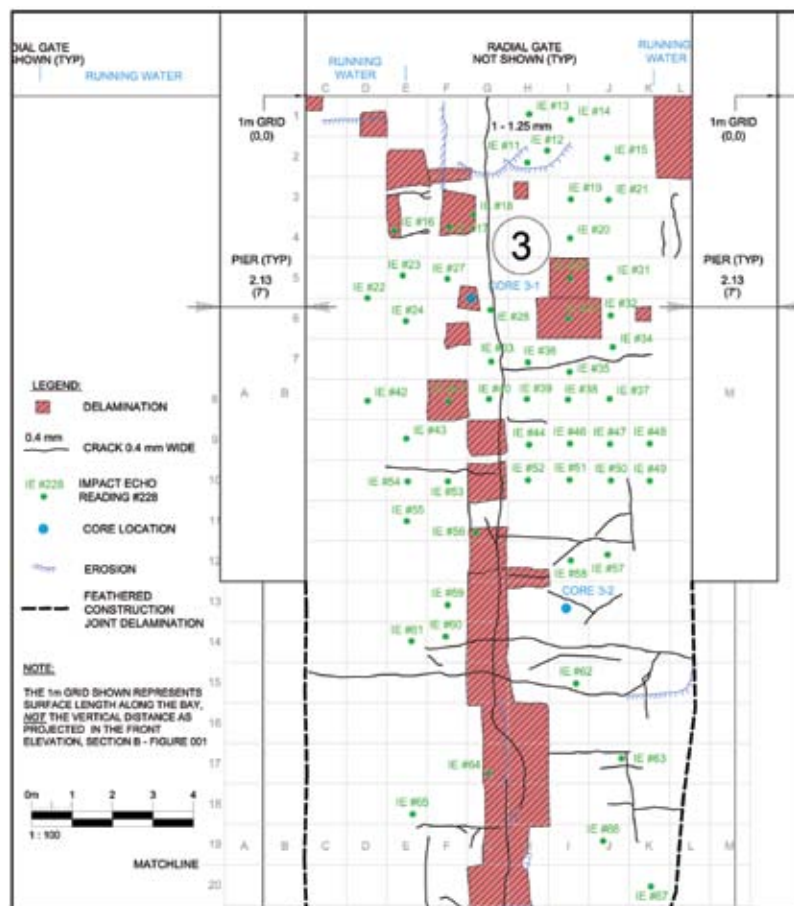 DIAL GATE
SHOWN (TYP)
RUNNING WATER
RUNNING
WATER
RADIAL GATE
NOT SHOWN (TYP)
RUNNING
WATER
C D E F G H I J K L
1m GRID
(0,0)
1m GRID
(0,0)
1
2
3
4
5
6
7
8
9
10
11
12
13
14
15
16
17
18
19
20
1 - 1.25 mm
IE #13
IE #14
IE #11
IE #12
IE #15
IE #19
IE #21
IE #18
IE #16
IE #20
3
PIER (TYP)
2.13
(7')
PIER (TYP)
2.13
(7')
IE #23
IE #27
IE #31
IE #22
CORE 3-1
IE #24
IE #28
IE #32
IE #34
IE #36
IE #35
IE #42
IE #39
IE #38
IE #37
IE #43
IE #44
IE #46
IE #47
IE #48
IE #54
IE #53
IE #52
IE #51
IE #50
IE #49
IE #55
IE #56
IE #58
IE #57
IE #59
CORE 3-2
IE #61
IE #60
IE #62
IE #64
IE #63
IE #65
IE #66
IE #67
A B
M
A B C D E F H I J K L M
LEGEND:
DELAMINATION
0.4 mm
CRACK 0.4 mm WIDE
IE #228
IMPACT ECHO
READING #228
CORE LOCATION
EROSION
FEATHERED
CONSTRUCTION
JOINT DELAMINATION
NOTE:
THE 1m GRID SHOWN REPRESENTS
SURFACE LENGTH ALONG THE BAY,
NOT THE VERTICAL DISTANCE AS
PROJECTED IN THE FRONT
ELEVATION, SECTION B - FIGURE 001
0m 1 2 3 4
1 : 100
MATCHLINE